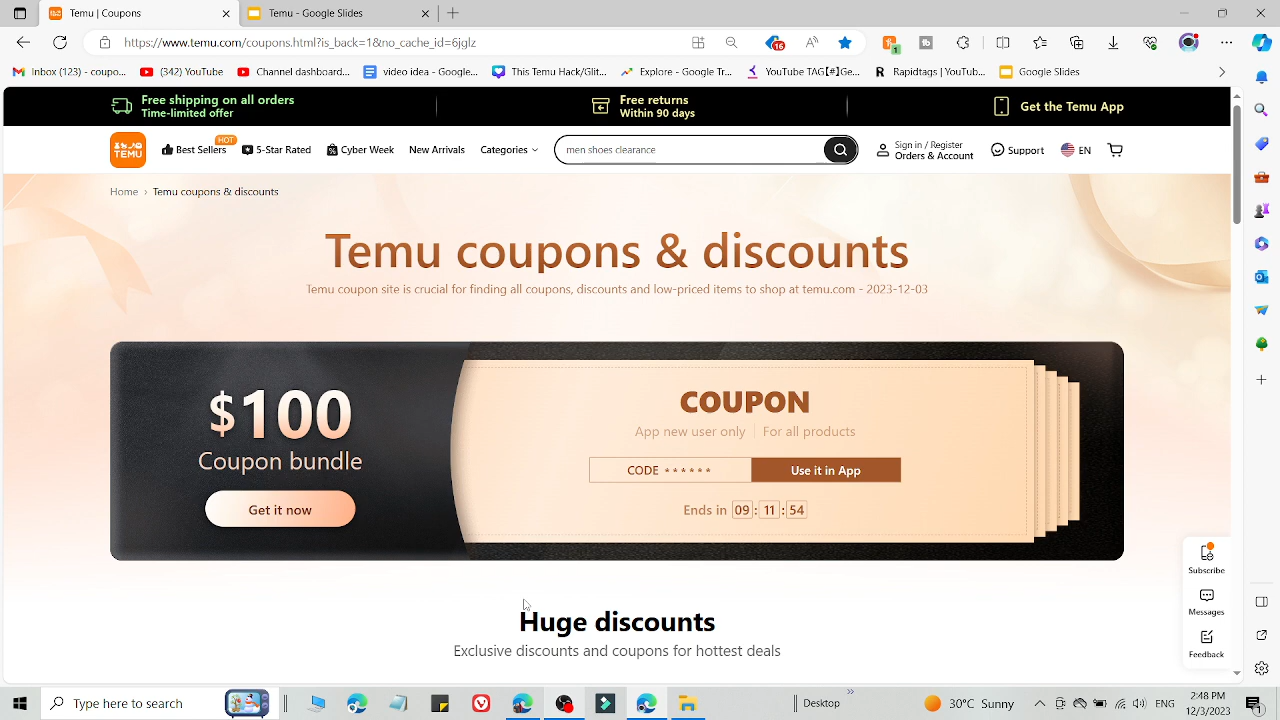 Temu | Coupons
Temu - Google Slides
https://www.temu.com/coupons.html?is_back=1&no_cache_id=6jglz
16
1
Inbox (123) - cqopo...
(342) YouTube
Channel dashboard...
video idea - Google...
This Temu Hack/Glit...
Explore - Google Tr...
YouTube TAG[#] Ge...
Rapidtags | YouTub...
Google Slides
Free shipping on all orders
Time-limited offer
Free returns
Within 90 days
Get the Temu App
TEMU
Best Sellers
HOT
5-Star Rated
Cyber Week
New Arrivals
Categories
men shoes clearance
Sign in / Register
Orders & Account
Support
EN
Home › Temu coupons & discounts
Temu coupons & discounts
Temu coupon site is crucial for finding all coupons, discounts and low-priced items to shop at temu.com - 2023-12-03
$100
Coupon bundle
Get it now
COUPON
App new user only | For all products
CODE ******
Use it in App
Ends in 09 : 11 : 54
Subscribe
Messages
Feedback
Huge discounts
Exclusive discounts and coupons for hottest deals
Type here to search
Desktop
30°C Sunny
ENG
2:48 PM
12/3/2023